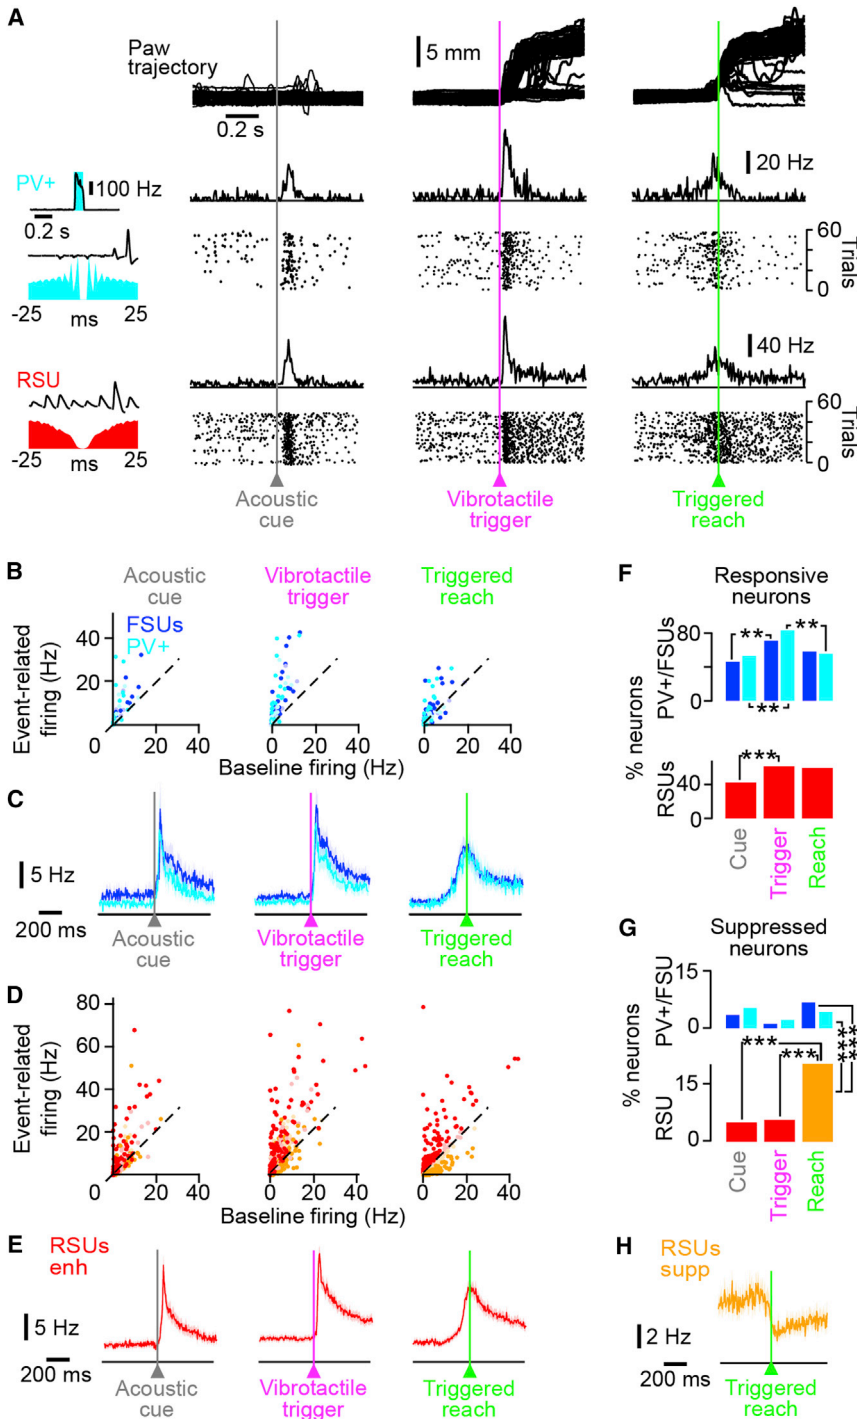 A
Paw
trajectory
5 mm
0.2 s
PV+
100 Hz
20 Hz
0.2 s
60
Trials
0
-25
ms
25
40 Hz
RSU
60
Trials
0
-25
ms
25
Acoustic
cue
Vibrotactile
trigger
Triggered
reach
B
Acoustic
cue
Vibrotactile
trigger
Triggered
reach
Event-related
firing (Hz)
40
20
FSUs
PV+
0
20
40
0
20
40
0
20
40
Baseline firing (Hz)
C
5 Hz
200 ms
Acoustic
cue
Vibrotactile
trigger
Triggered
reach
D
Event-related
firing (Hz)
80
60
40
20
0
20
40
0
20
40
0
20
40
Baseline firing (Hz)
E
RSUs
enh
5 Hz
200 ms
Acoustic
cue
Vibrotactile
trigger
Triggered
reach
F
Responsive
neurons
% neurons
PV+/FSUs
80
0
**
**
**
RSUs
40
0
***
Cue
Trigger
Reach
G
Suppressed
neurons
% neurons
PV+/FSU
15
0
RSU
15
0
***
***
***
***
Cue
Trigger
Reach
H
RSUs
supp
2 Hz
200 ms
Triggered
reach